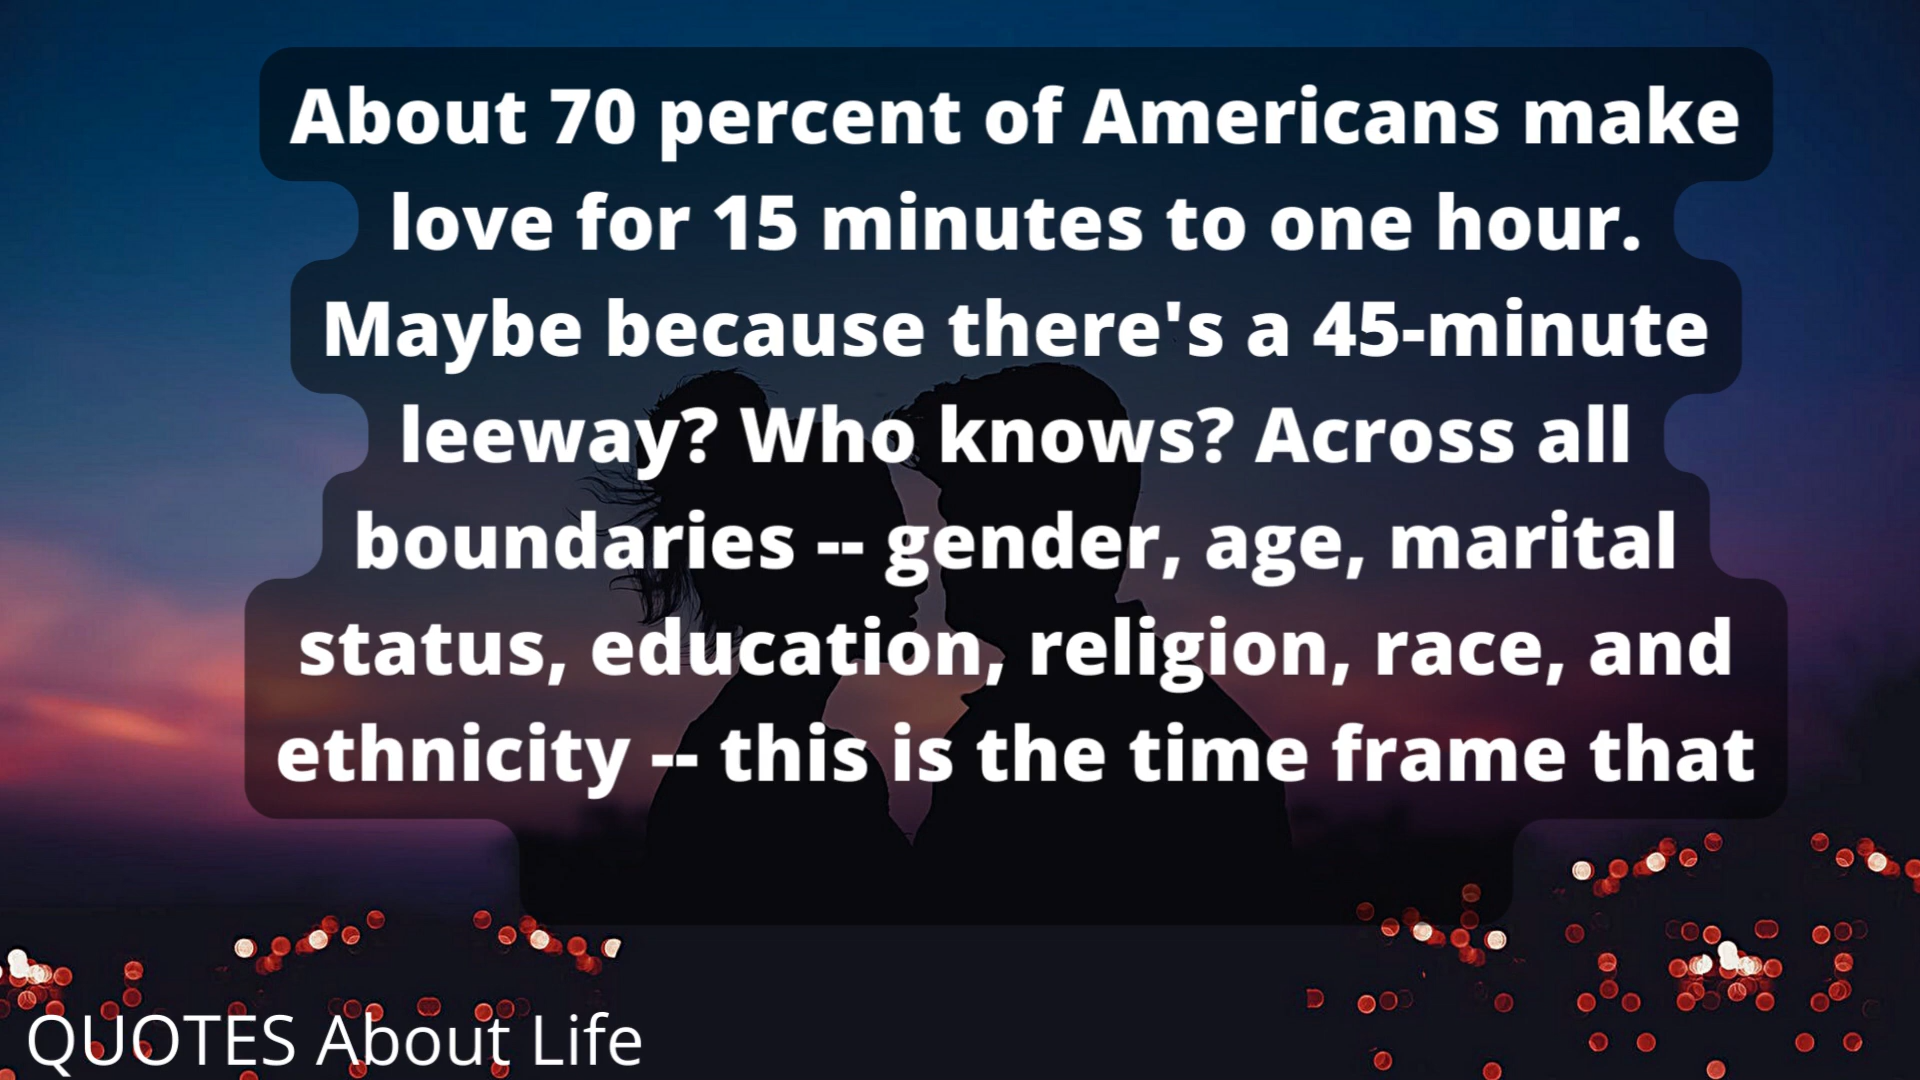 About 70 percent of Americans make
love for 15 minutes to one hour.
Maybe because there's a 45-minute
leeway? Who knows? Across all
boundaries -- gender, age, marital
status, education, religion, race, and
ethnicity -- this is the time frame that
QUOTES About Life